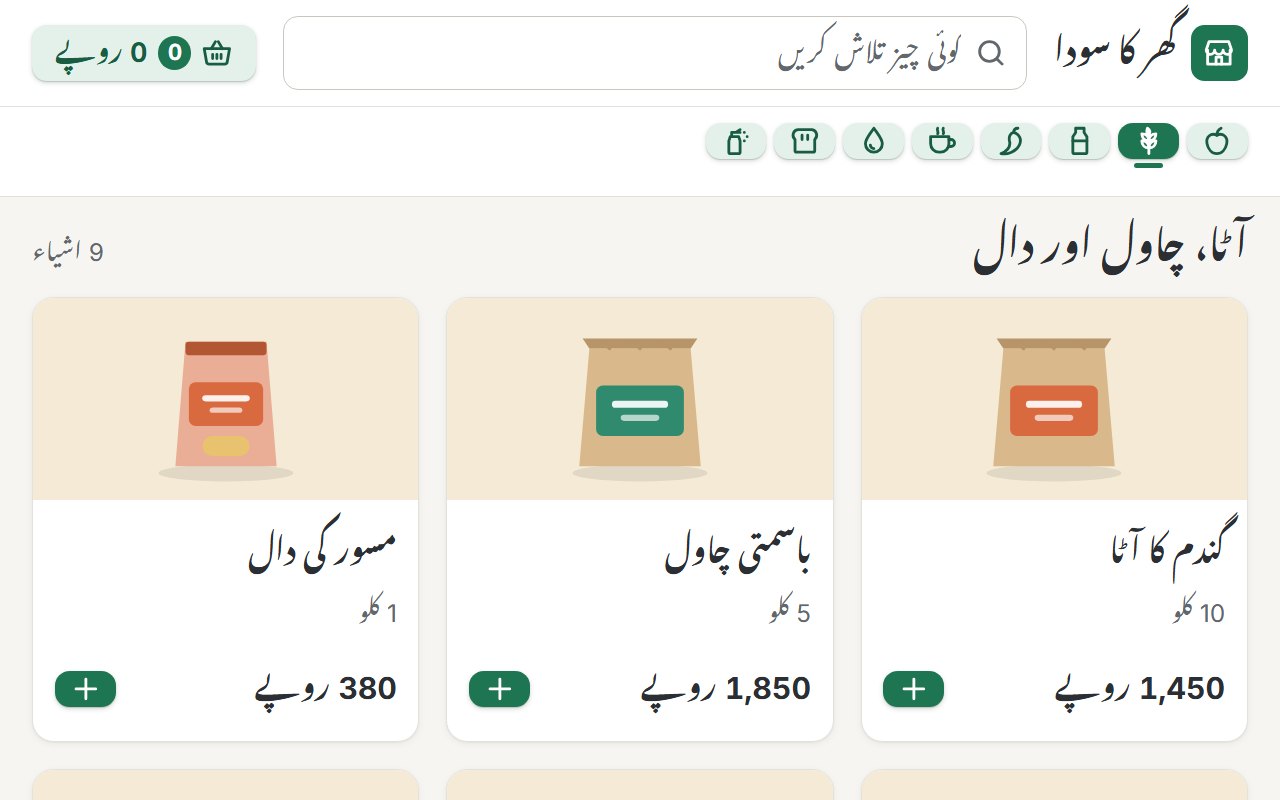 گھر کا سودا
کوئی چیز تلاش کریں
0 0 روپے
آٹا، چاول اور دال
9 اشیاء
گندم کا آٹا
10 کلو
1,450 روپے
باسمتی چاول
5 کلو
1,850 روپے
مسور کی دال
1 کلو
380 روپے